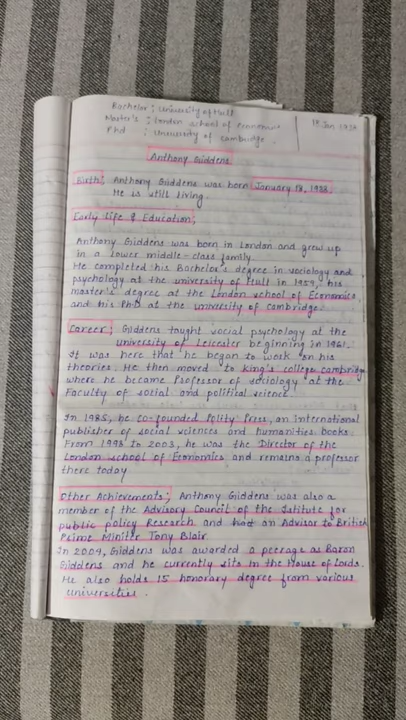 Bachelor : University of Hull
Master's : London school of Economics
Phd : University of cambridge
18 Jan 1938
Anthony Giddens
Birth; Anthony Giddens was born January 18, 1938.
He is still living.
Early life & Education;
Anthony Giddens was born in London and grew up
in a lower middle-class family.
He completed his Bachelor's degree in sociology and
psychology at the university of Hull in 1959, his
master's degree at the London school of Economics,
and his PhD at the university of cambridge.
Career; Giddens taught social psychology at the
university of Leicester beginning in 1961.
It was here that he began to work on his
theories. He then moved to king's college, cambridge
where he became Professor of sociology at the
Faculty of social and political science.
In 1985, he co-founded Polity Press, an international
publisher of social sciences and humanities books.
From 1998 to 2003, he was the Director of the
London school of Economics and remains a professor
there today
Other Achievements; Anthony Giddens was also a
member of the Advisory Council of the Istitute for
public policy Research and an Advisor to British
Prime Minister Tony Blair.
In 2004, Giddens was awarded a peerage as Baron
Giddens and he currently sits in the House of Lords.
He also holds 15 honorary degree from various
universities.